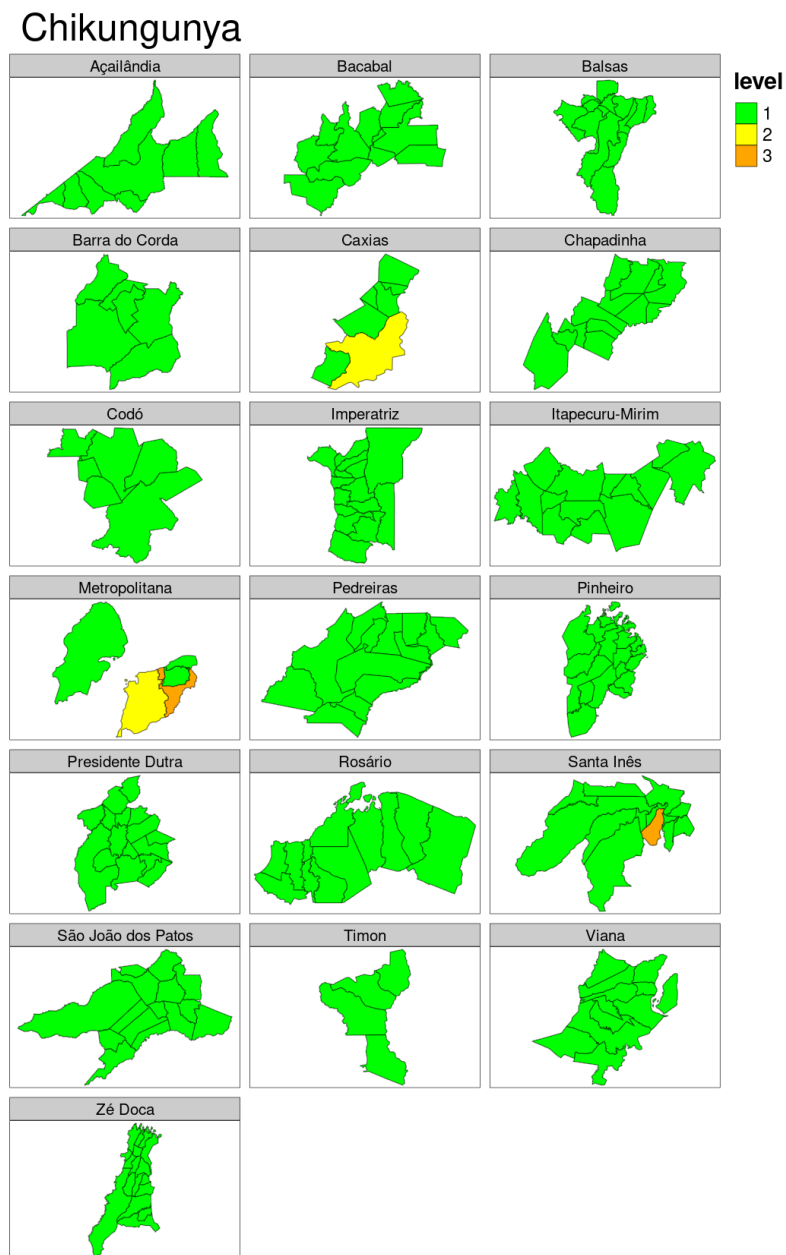 Chikungunya
Açailândia
Bacabal
Balsas
level
1
2
3
Barra do Corda
Caxias
Chapadinha
Codó
Imperatriz
Itapecuru-Mirim
Metropolitana
Pedreiras
Pinheiro
Presidente Dutra
Rosário
Santa Inês
São João dos Patos
Timon
Viana
Zé Doca